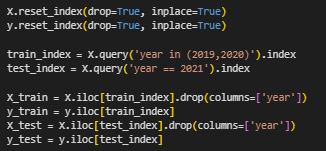 X.reset_index(drop=True, inplace=True)
y.reset_index(drop=True, inplace=True)
train_index = X.query('year in (2019,2020)').index
test_index = X.query('year == 2021').index
X_train = X.iloc[train_index].drop(columns=['year'])
y_train = y.iloc[train_index]
X_test = X.iloc[test_index].drop(columns=['year'])
y_test = y.iloc[test_index]